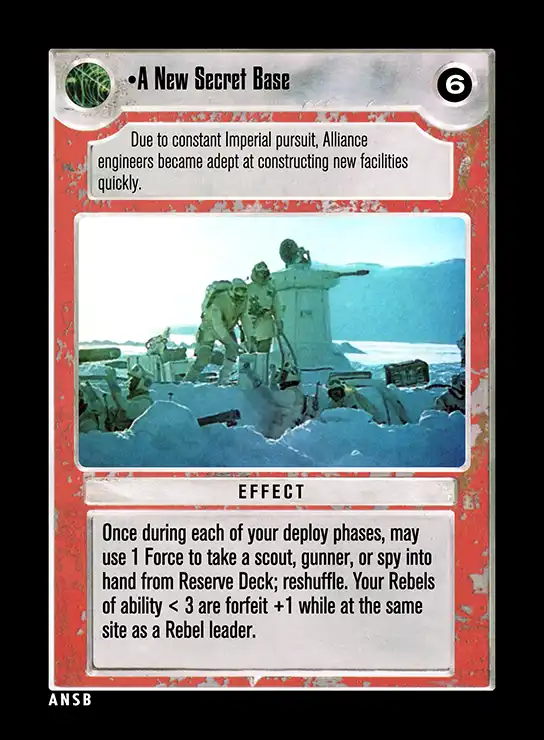 •A New Secret Base
6
Due to constant Imperial pursuit, Alliance
engineers became adept at constructing new facilities
quickly.
EFFECT
Once during each of your deploy phases, may
use 1 Force to take a scout, gunner, or spy into
hand from Reserve Deck; reshuffle. Your Rebels
of ability < 3 are forfeit +1 while at the same
site as a Rebel leader.
ANSB